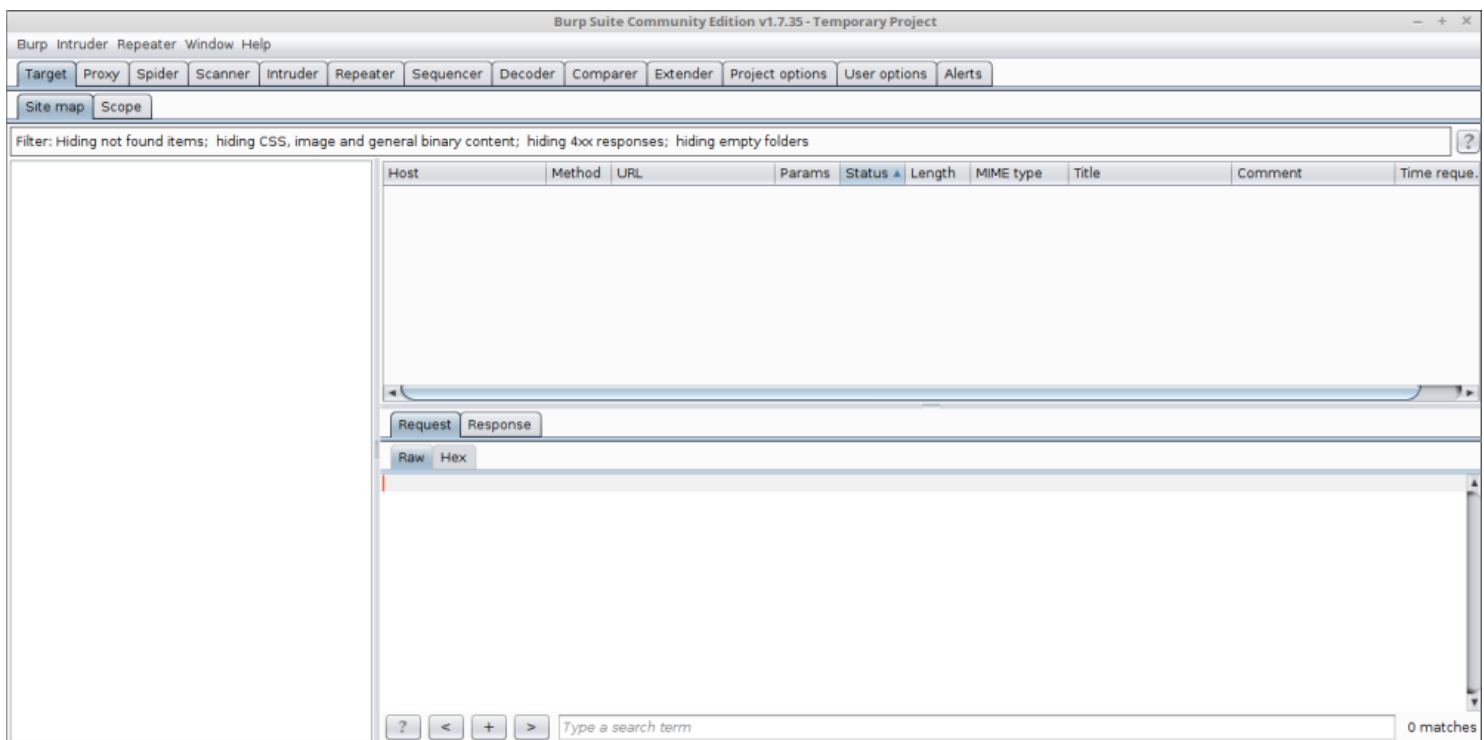 Burp Suite Community Edition v1.7.35 - Temporary Project
Burp Intruder Repeater Window Help
Target Proxy Spider Scanner Intruder Repeater Sequencer Decoder Comparer Extender Project options User options Alerts
Site map Scope
Filter: Hiding not found items; hiding CSS, image and general binary content; hiding 4xx responses; hiding empty folders
?
Host Method URL Params Status Length MIME type Title Comment Time reque.
Request Response
Raw Hex
? < + > Type a search term 0 matches